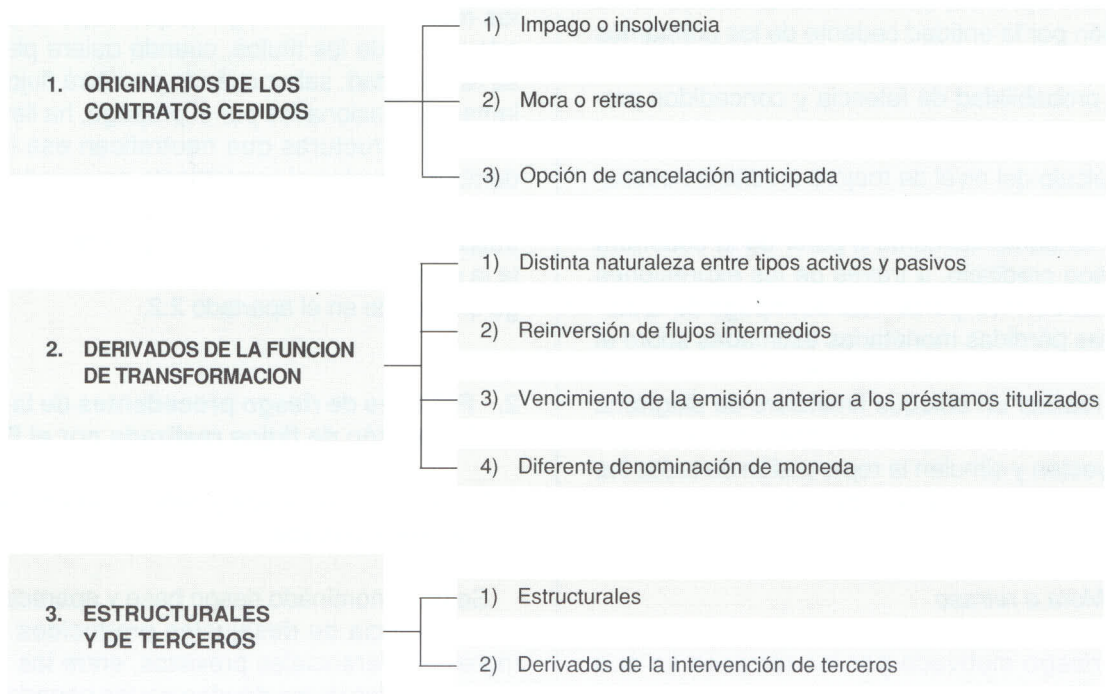 1. ORIGINARIOS DE LOS
CONTRATOS CEDIDOS
1) Impago o insolvencia
2) Mora o retraso
3) Opción de cancelación anticipada
2. DERIVADOS DE LA FUNCION
DE TRANSFORMACION
1) Distinta naturaleza entre tipos activos y pasivos
2) Reinversión de flujos intermedios
3) Vencimiento de la emisión anterior a los préstamos titulizados
4) Diferente denominación de moneda
3. ESTRUCTURALES
Y DE TERCEROS
1) Estructurales
2) Derivados de la intervención de terceros